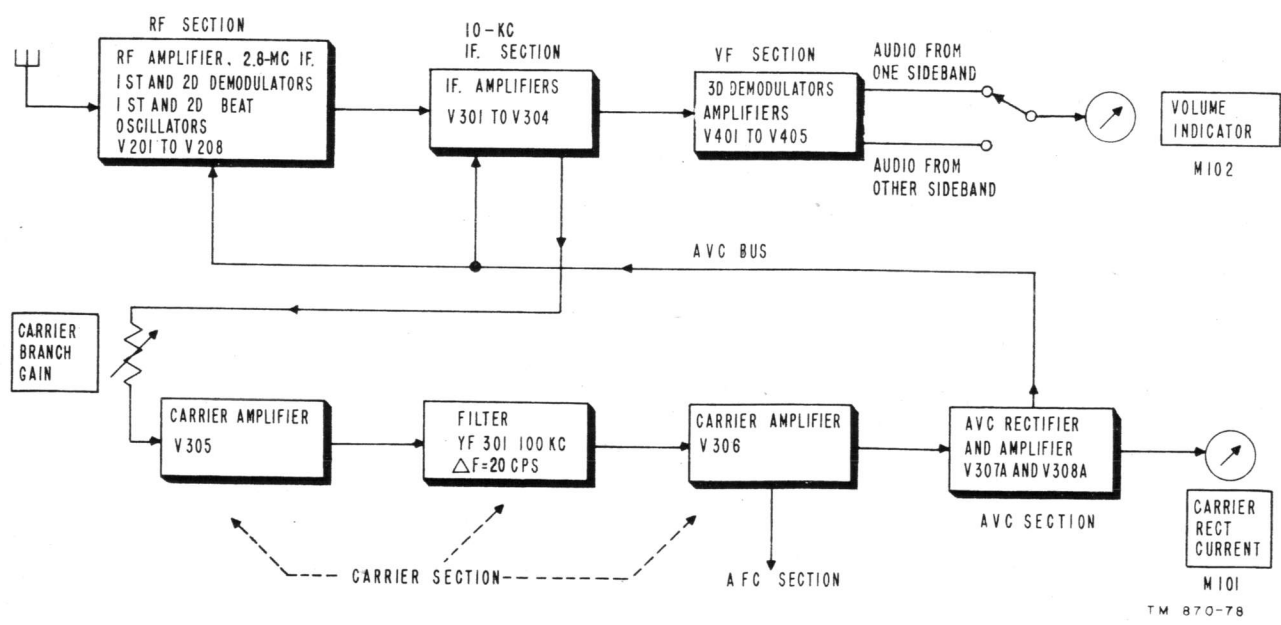 RF SECTION
RF AMPLIFIER, 2.8-MC IF.
1ST AND 2D DEMODULATORS
1ST AND 2D BEAT
OSCILLATORS
V201 TO V208
10-KC
IF. SECTION
IF. AMPLIFIERS
V301 TO V304
VF SECTION
3D DEMODULATORS
AMPLIFIERS
V401 TO V405
AUDIO FROM
ONE SIDEBAND
AUDIO FROM
OTHER SIDEBAND
VOLUME
INDICATOR
M102
AVC BUS
CARRIER
BRANCH
GAIN
CARRIER AMPLIFIER
V305
FILTER
YF 301 100 KC
△F=20 CPS
CARRIER AMPLIFIER
V306
AVC RECTIFIER
AND AMPLIFIER
V307A AND V308A
AVC SECTION
CARRIER
RECT
CURRENT
M101
CARRIER SECTION
AFC SECTION
TM 870-78